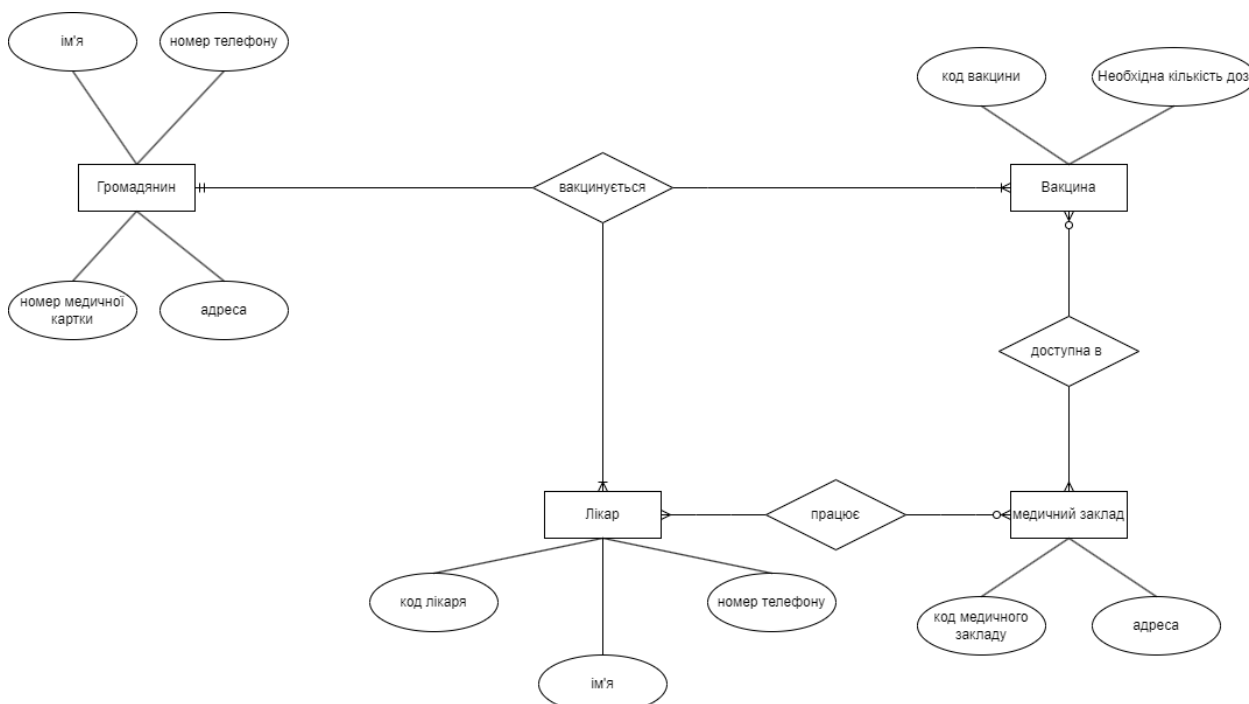 ім'я
номер телефону
код вакцини
Необхідна кількість доз
Громадянин
вакцинується
Вакцина
номер медичної
картки
адреса
доступна в
Лікар
працює
медичний заклад
код лікаря
номер телефону
код медичного
закладу
адреса
ім'я